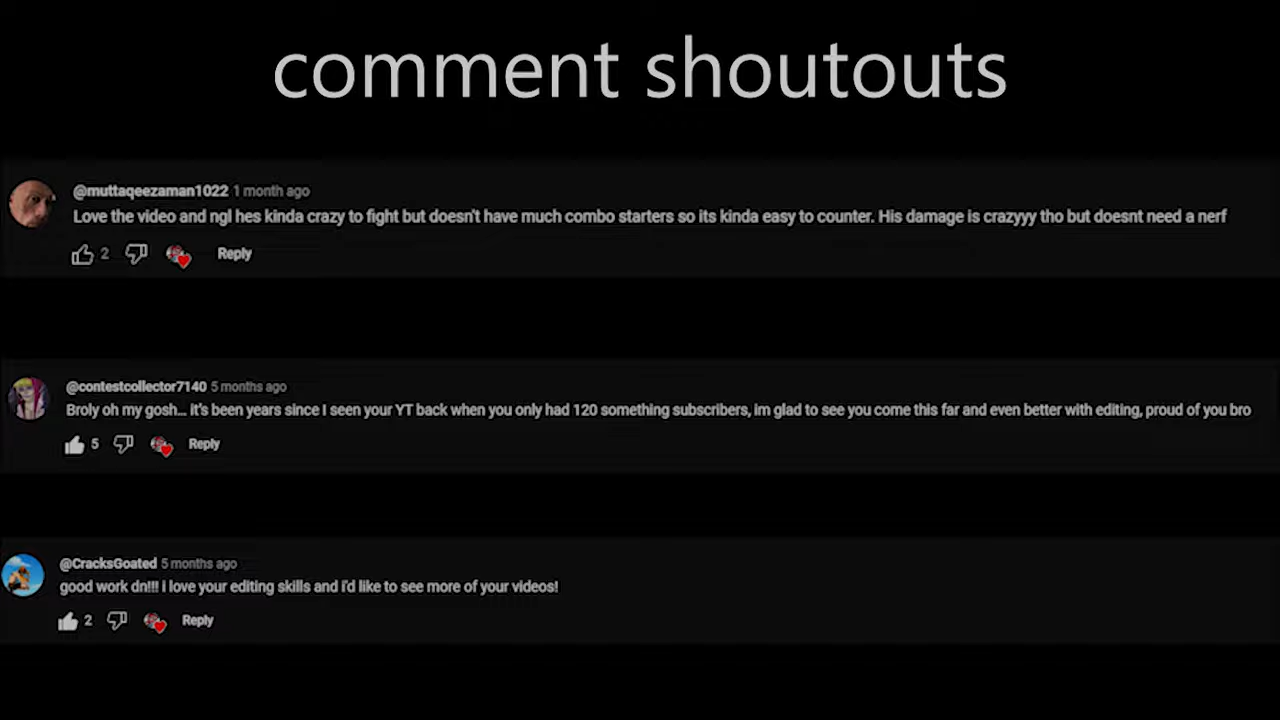 comment shoutouts
@muttaqeezaman1022 1 month ago
Love the video and ngl hes kinda crazy to fight but doesn't have much combo starters so its kinda easy to counter. His damage is crazyyy tho but doesnt need a nerf
2 Reply
@contestcollector7140 5 months ago
Broly oh my gosh... it's been years since I seen your YT back when you only had 120 something subscribers, im glad to see you come this far and even better with editing, proud of you bro
5 Reply
@CracksGoated 5 months ago
good work dn!!! i love your editing skills and i'd like to see more of your videos!
2 Reply